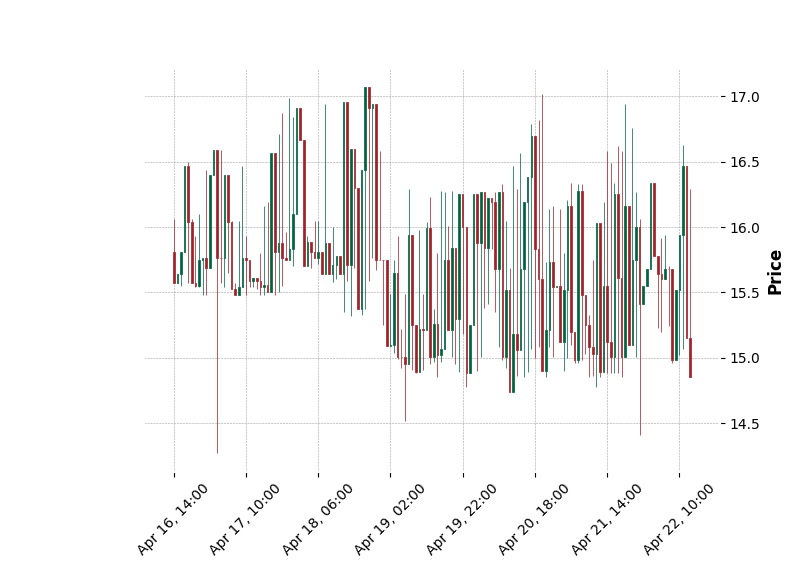 17.0
16.5
16.0
15.5
15.0
14.5
Price
Apr 16, 14:00
Apr 17, 10:00
Apr 18, 06:00
Apr 19, 02:00
Apr 19, 22:00
Apr 20, 18:00
Apr 21, 14:00
Apr 22, 10:00